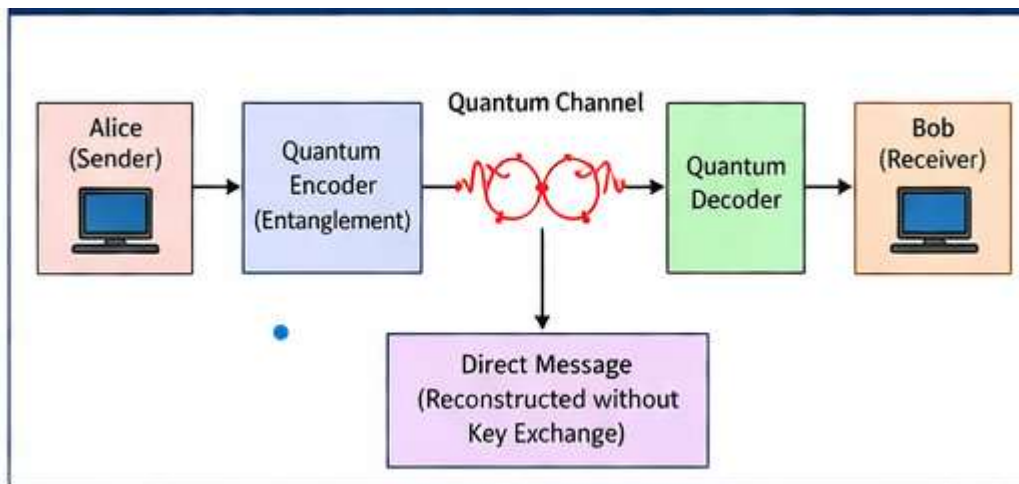 Quantum Channel
Alice
(Sender)
Quantum
Encoder
(Entanglement)
Quantum
Decoder
Bob
(Receiver)
Direct Message
(Reconstructed without
Key Exchange)